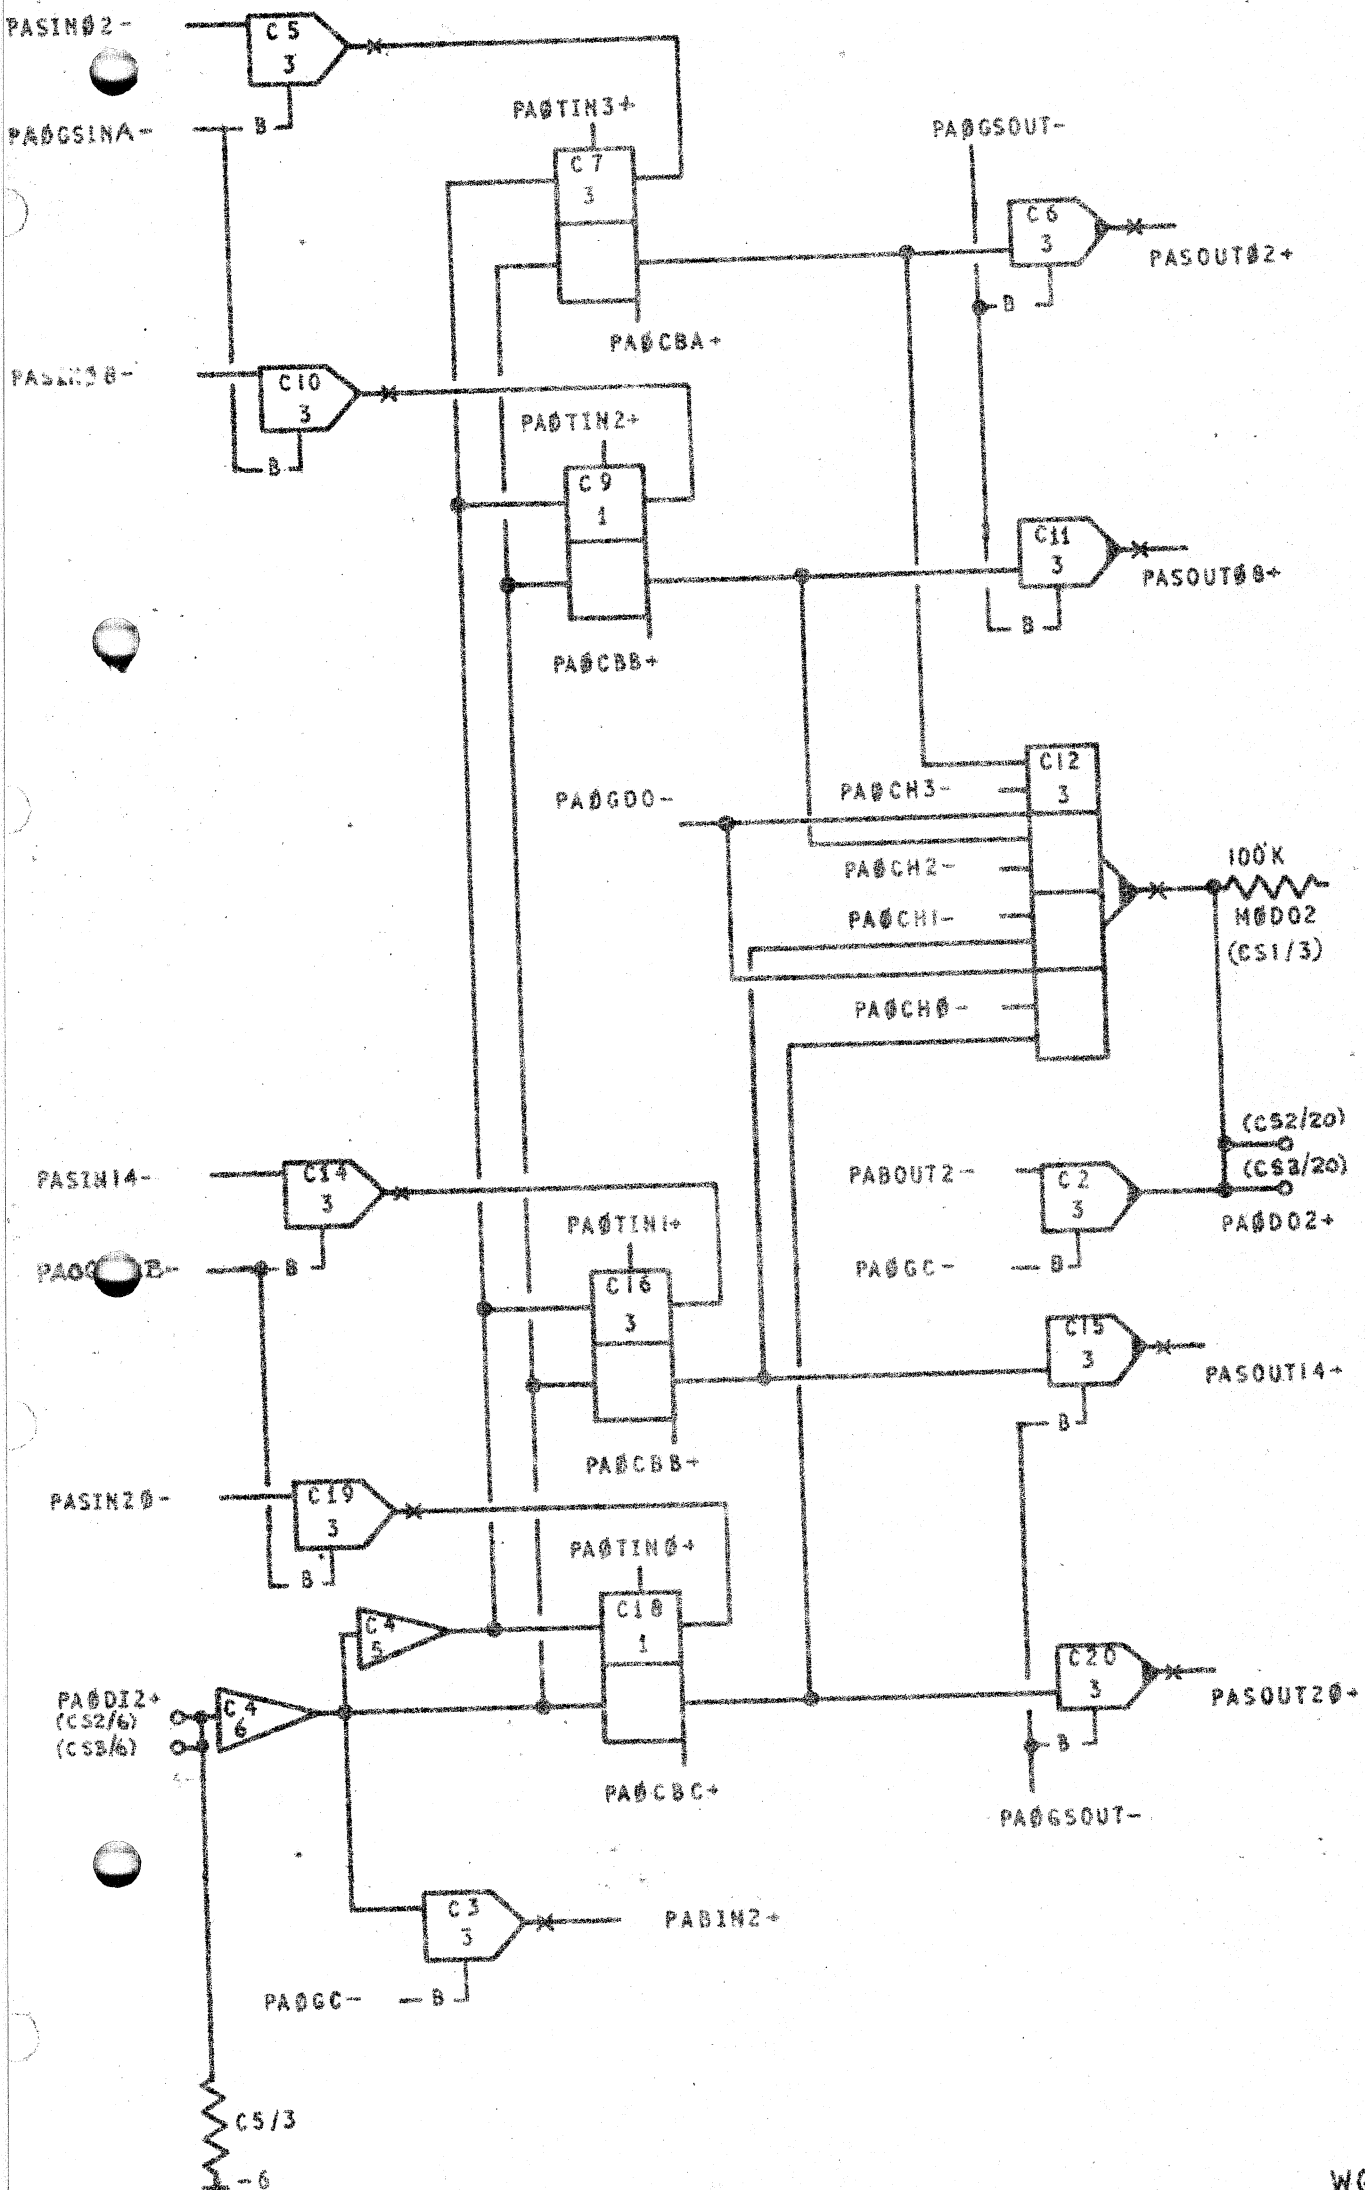 PASINØ2-
C5
3
B
PAØGSINA-
PAØTIN3+
C7
3
PAØCBA+
PAØGSOUT-
C6
3
B
PASOUTØ2+
C10
3
B
PAØTIN2+
C9
1
PAØCBB+
C11
3
B
PASOUTØ8+
PAØGDO-
PAØCH3-
C12
3
PAØCH2-
PAØCH1-
PAØCHØ-
100K
MØDO2
(CS1/3)
(CS2/20)
(CS3/20)
PAØDO2+
PABOUT2-
C2
3
PAØGC-
B
PASIN14-
C14
3
B
PAØTIN1+
C16
3
PAØCBB+
C15
3
B
PASOUT14+
PASIN2Ø-
C19
3
B
PAØTINØ+
C18
1
PAØCBC+
C4
5
PAØDI2+
(CS2/6)
(CS3/6)
C4
6
C20
3
B
PASOUT2Ø+
PAØGSOUT-
C3
3
PABIN2+
PAØGC-
B
C5/3
-6